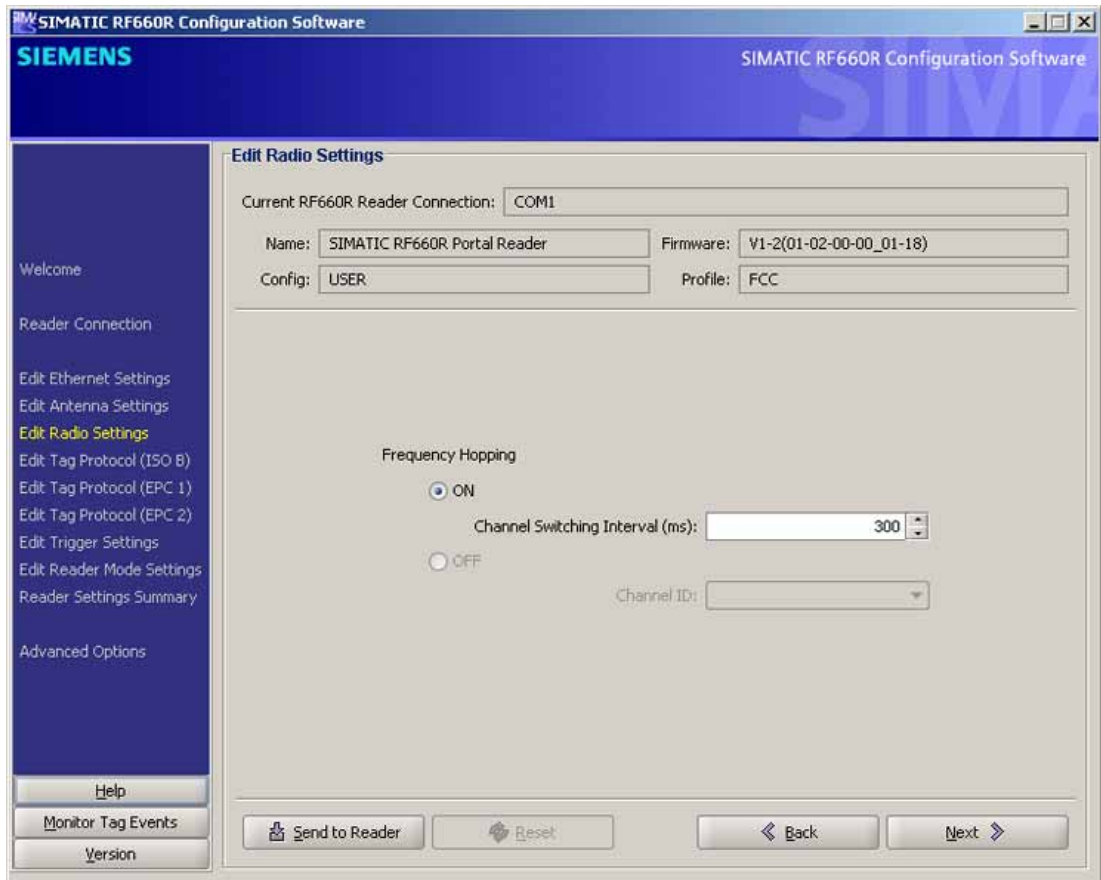 SIMATIC RF660R Configuration Software
SIEMENS
SIMATIC RF660R Configuration Software
SIMA
Welcome
Reader Connection
Edit Ethernet Settings
Edit Antenna Settings
Edit Radio Settings
Edit Tag Protocol (ISO B)
Edit Tag Protocol (EPC 1)
Edit Tag Protocol (EPC 2)
Edit Trigger Settings
Edit Reader Mode Settings
Reader Settings Summary
Advanced Options
Help
Monitor Tag Events
Version
Edit Radio Settings
Current RF660R Reader Connection: COM1
Name: SIMATIC RF660R Portal Reader Firmware: V1-2(01-02-00-00_01-18)
Config: USER Profile: FCC
Frequency Hopping
ON
Channel Switching Interval (ms): 300
OFF
Channel ID:
Send to Reader Reset Back Next